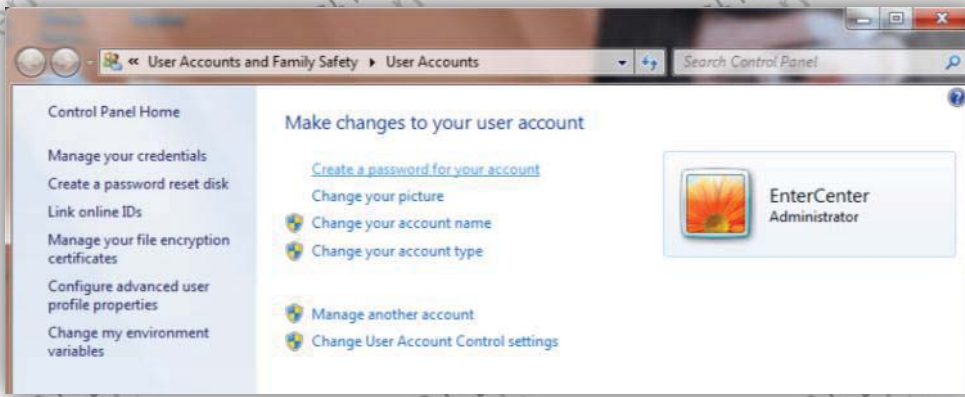 « User Accounts and Family Safety ▸ User Accounts
Search Control Panel
Control Panel Home
Manage your credentials
Create a password reset disk
Link online IDs
Manage your file encryption
certificates
Configure advanced user
profile properties
Change my environment
variables
Make changes to your user account
Create a password for your account
Change your picture
Change your account name
Change your account type
Manage another account
Change User Account Control settings
EnterCenter
Administrator